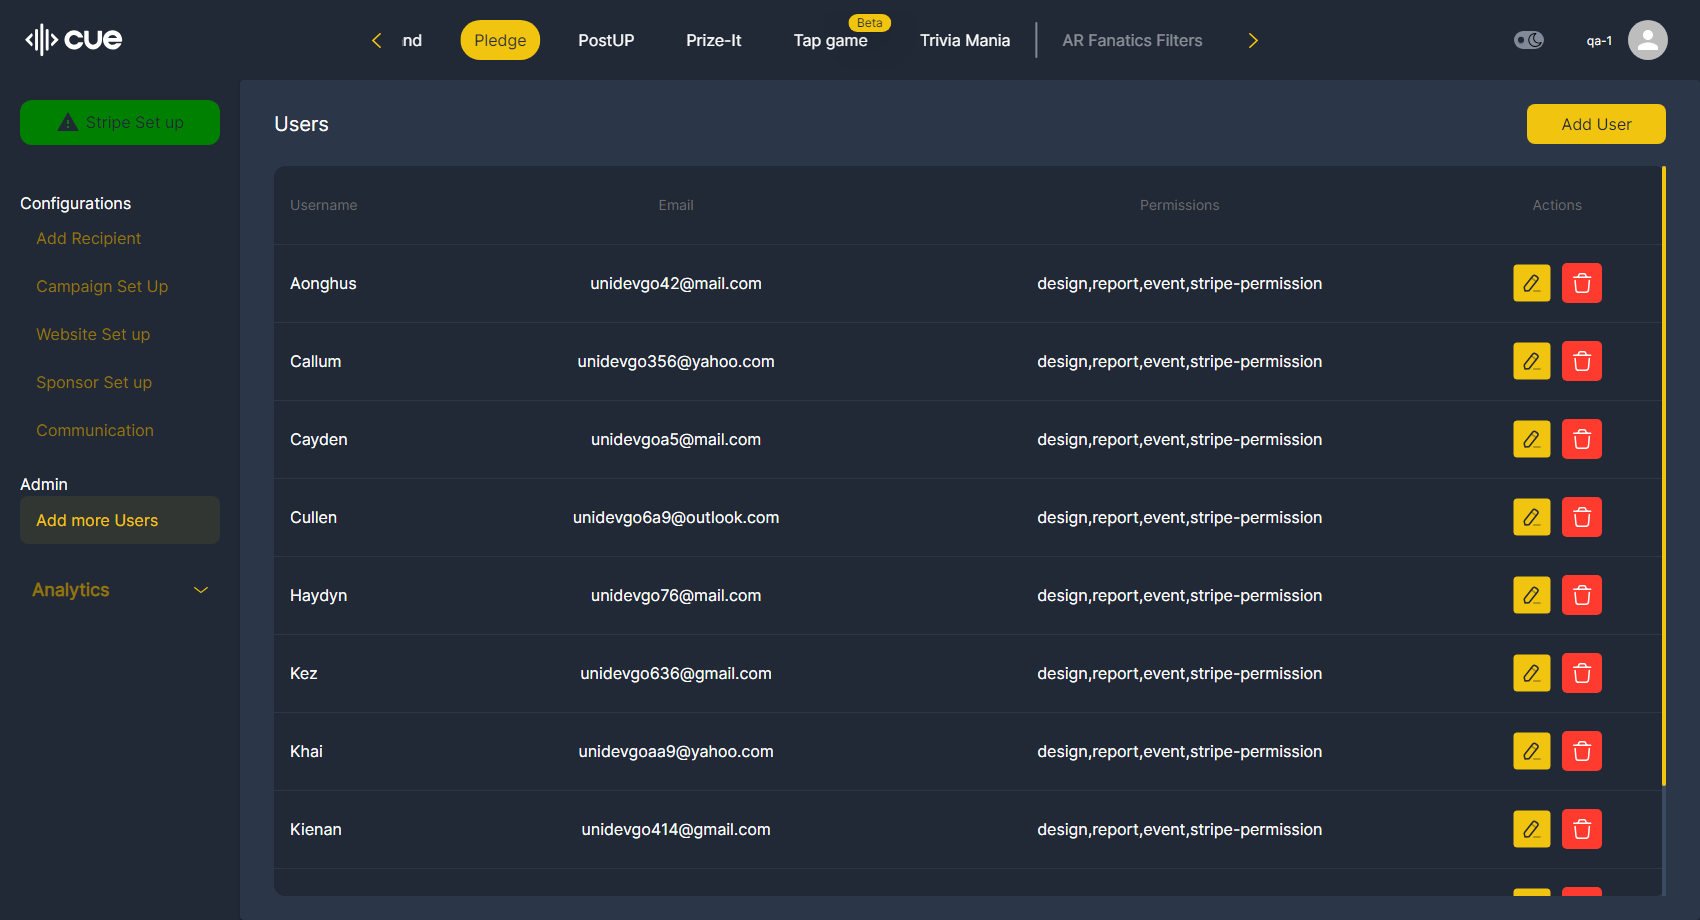 cue
nd
Pledge
PostUP
Prize-It
Tap game
Beta
Trivia Mania
AR Fanatics Filters
qa-1
Stripe Set up
Configurations
Add Recipient
Campaign Set Up
Website Set up
Sponsor Set up
Communication
Admin
Add more Users
Analytics
Users
Add User
Username Email Permissions Actions
Aonghus unidevgo42@mail.com design,report,event,stripe-permission
Callum unidevgo356@yahoo.com design,report,event,stripe-permission
Cayden unidevgoa5@mail.com design,report,event,stripe-permission
Cullen unidevgo6a9@outlook.com design,report,event,stripe-permission
Haydyn unidevgo76@mail.com design,report,event,stripe-permission
Kez unidevgo636@gmail.com design,report,event,stripe-permission
Khai unidevgoaa9@yahoo.com design,report,event,stripe-permission
Kienan unidevgo414@gmail.com design,report,event,stripe-permission